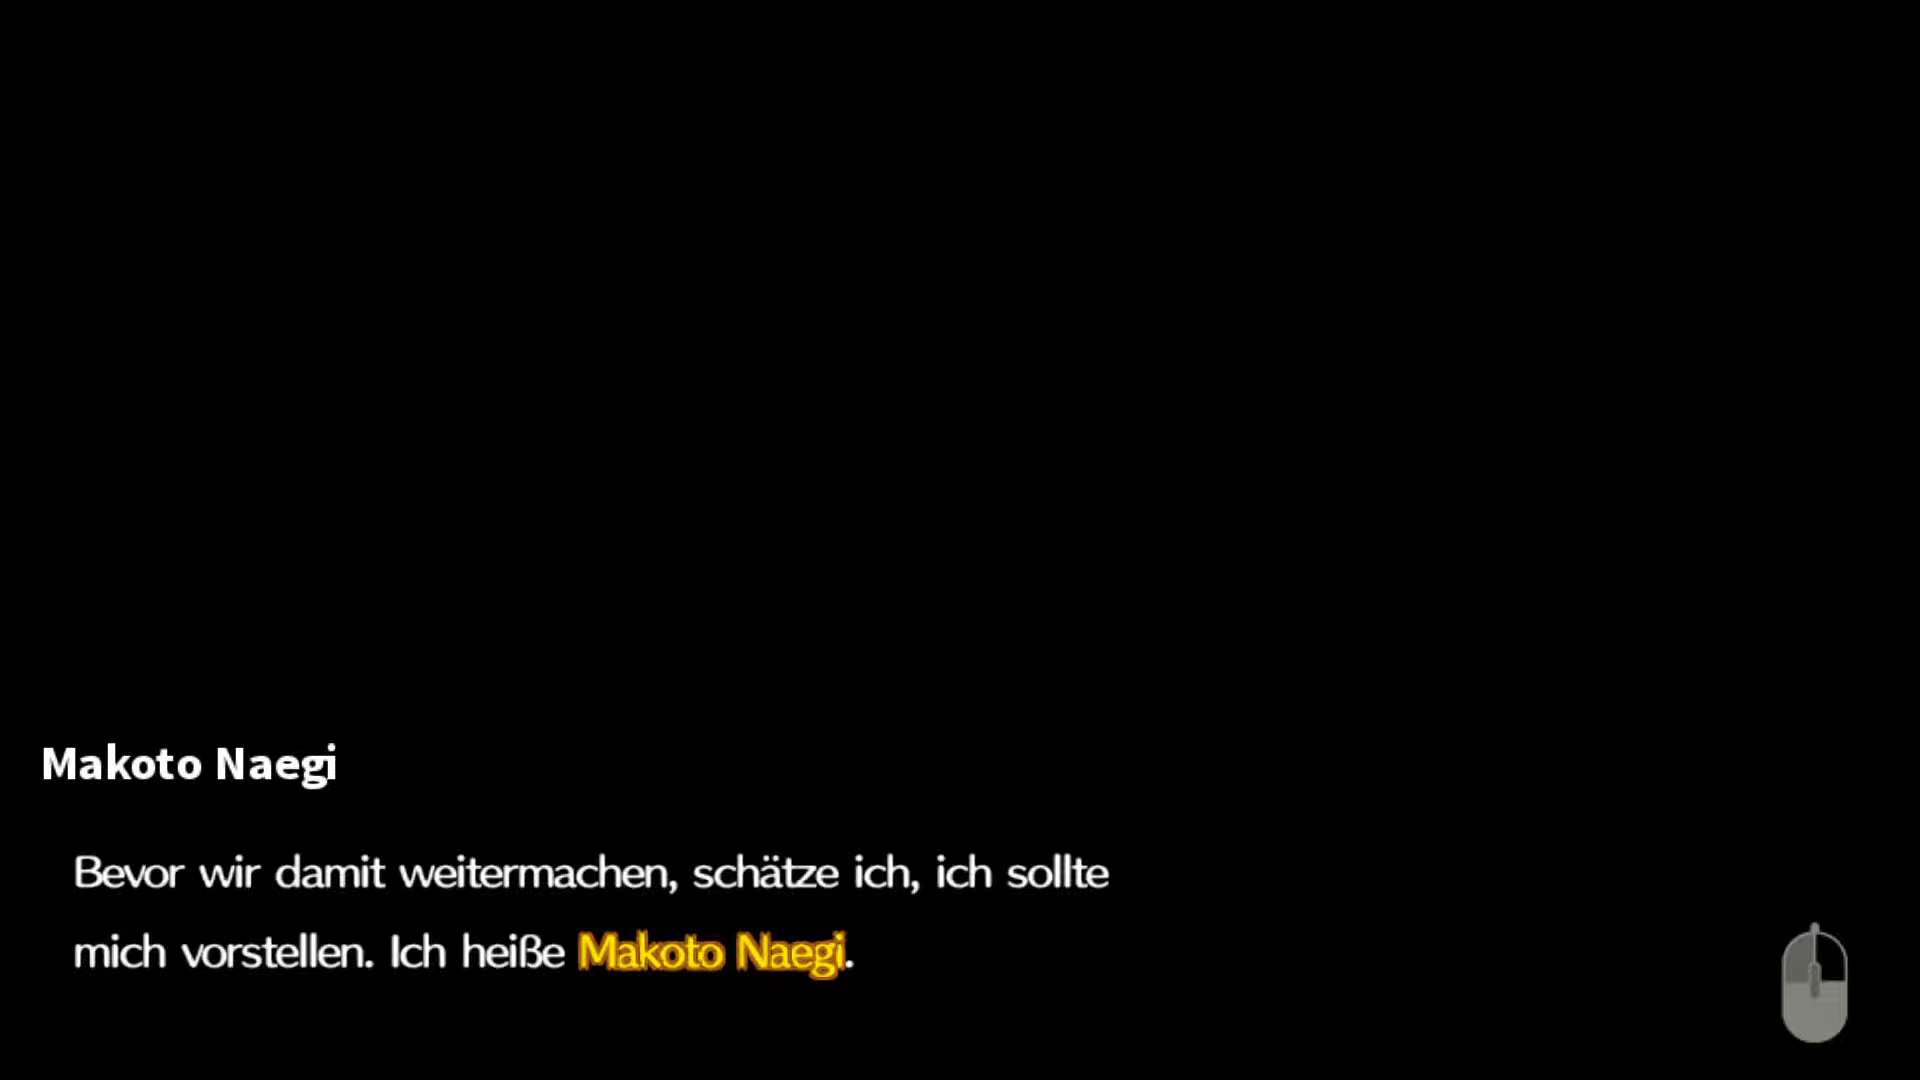 Makoto Naegi
Bevor wir damit weitermachen, schätze ich, ich sollte
mich vorstellen. Ich heiße Makoto Naegi.